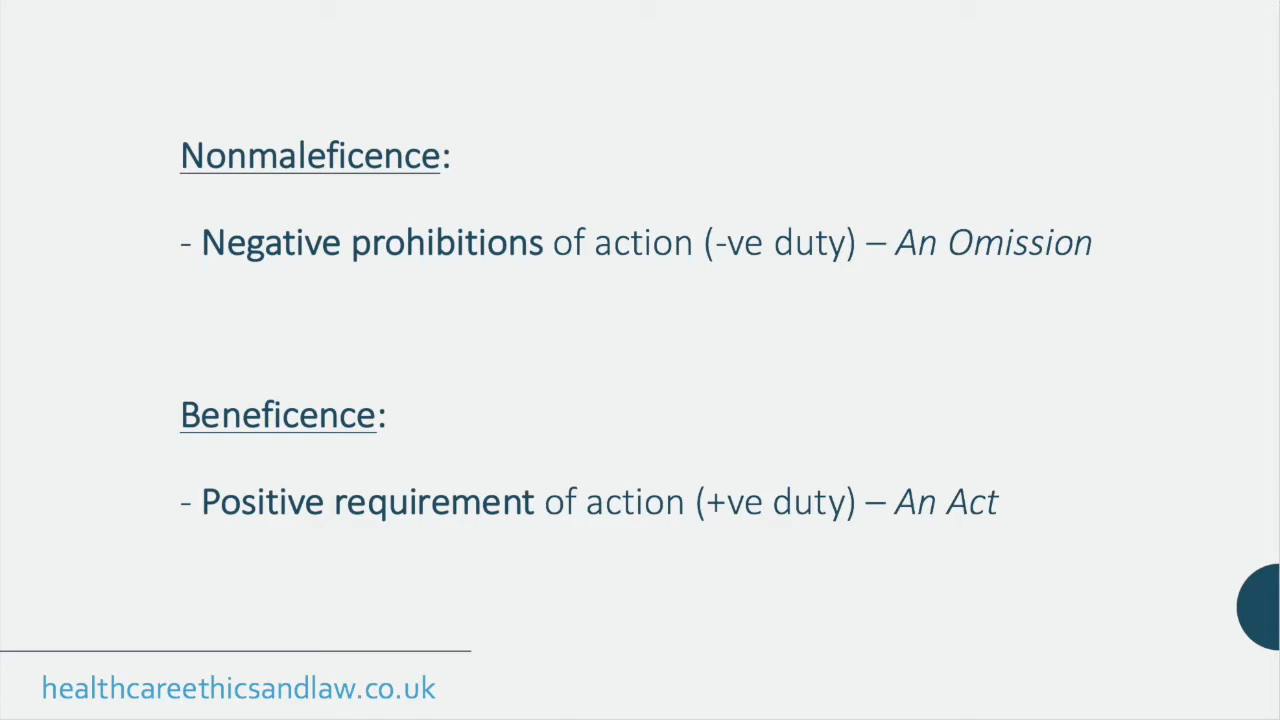 Nonmaleficence:
- Negative prohibitions of action (-ve duty) – An Omission
Beneficence:
- Positive requirement of action (+ve duty) – An Act
healthcareethicsandlaw.co.uk